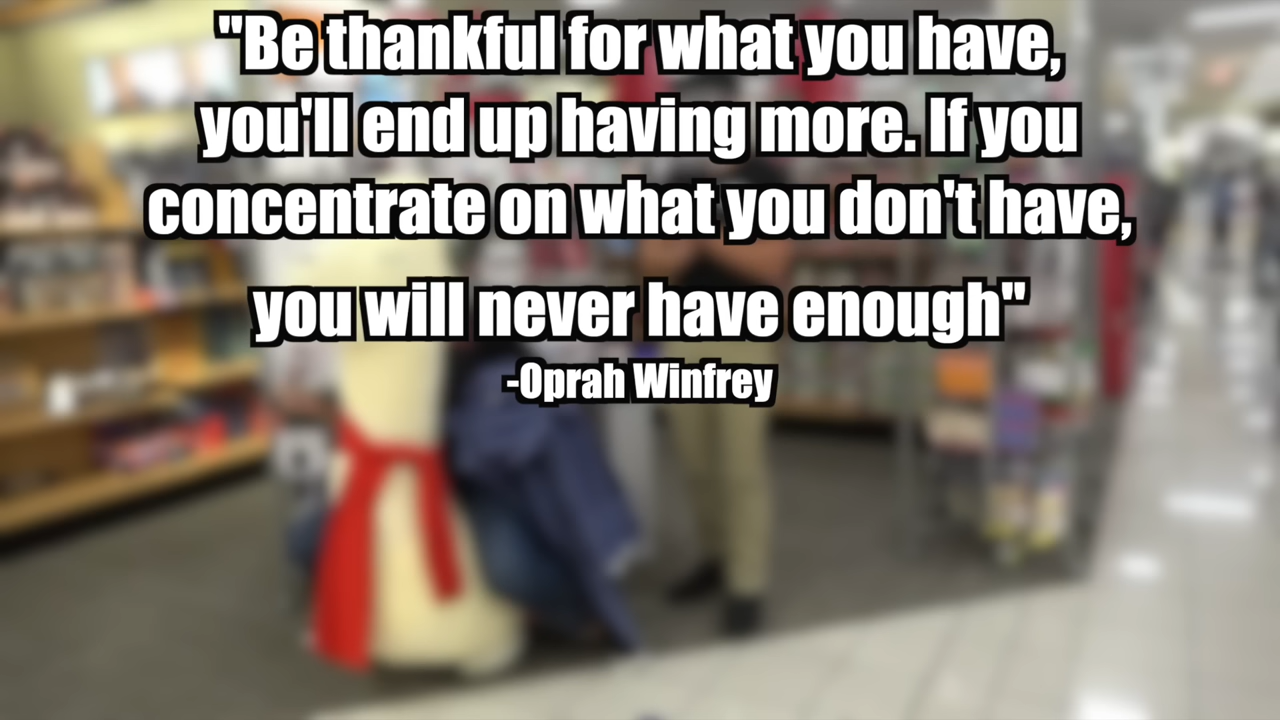 "Be thankful for what you have,
you'll end up having more. If you
concentrate on what you don't have,
you will never have enough"
-Oprah Winfrey